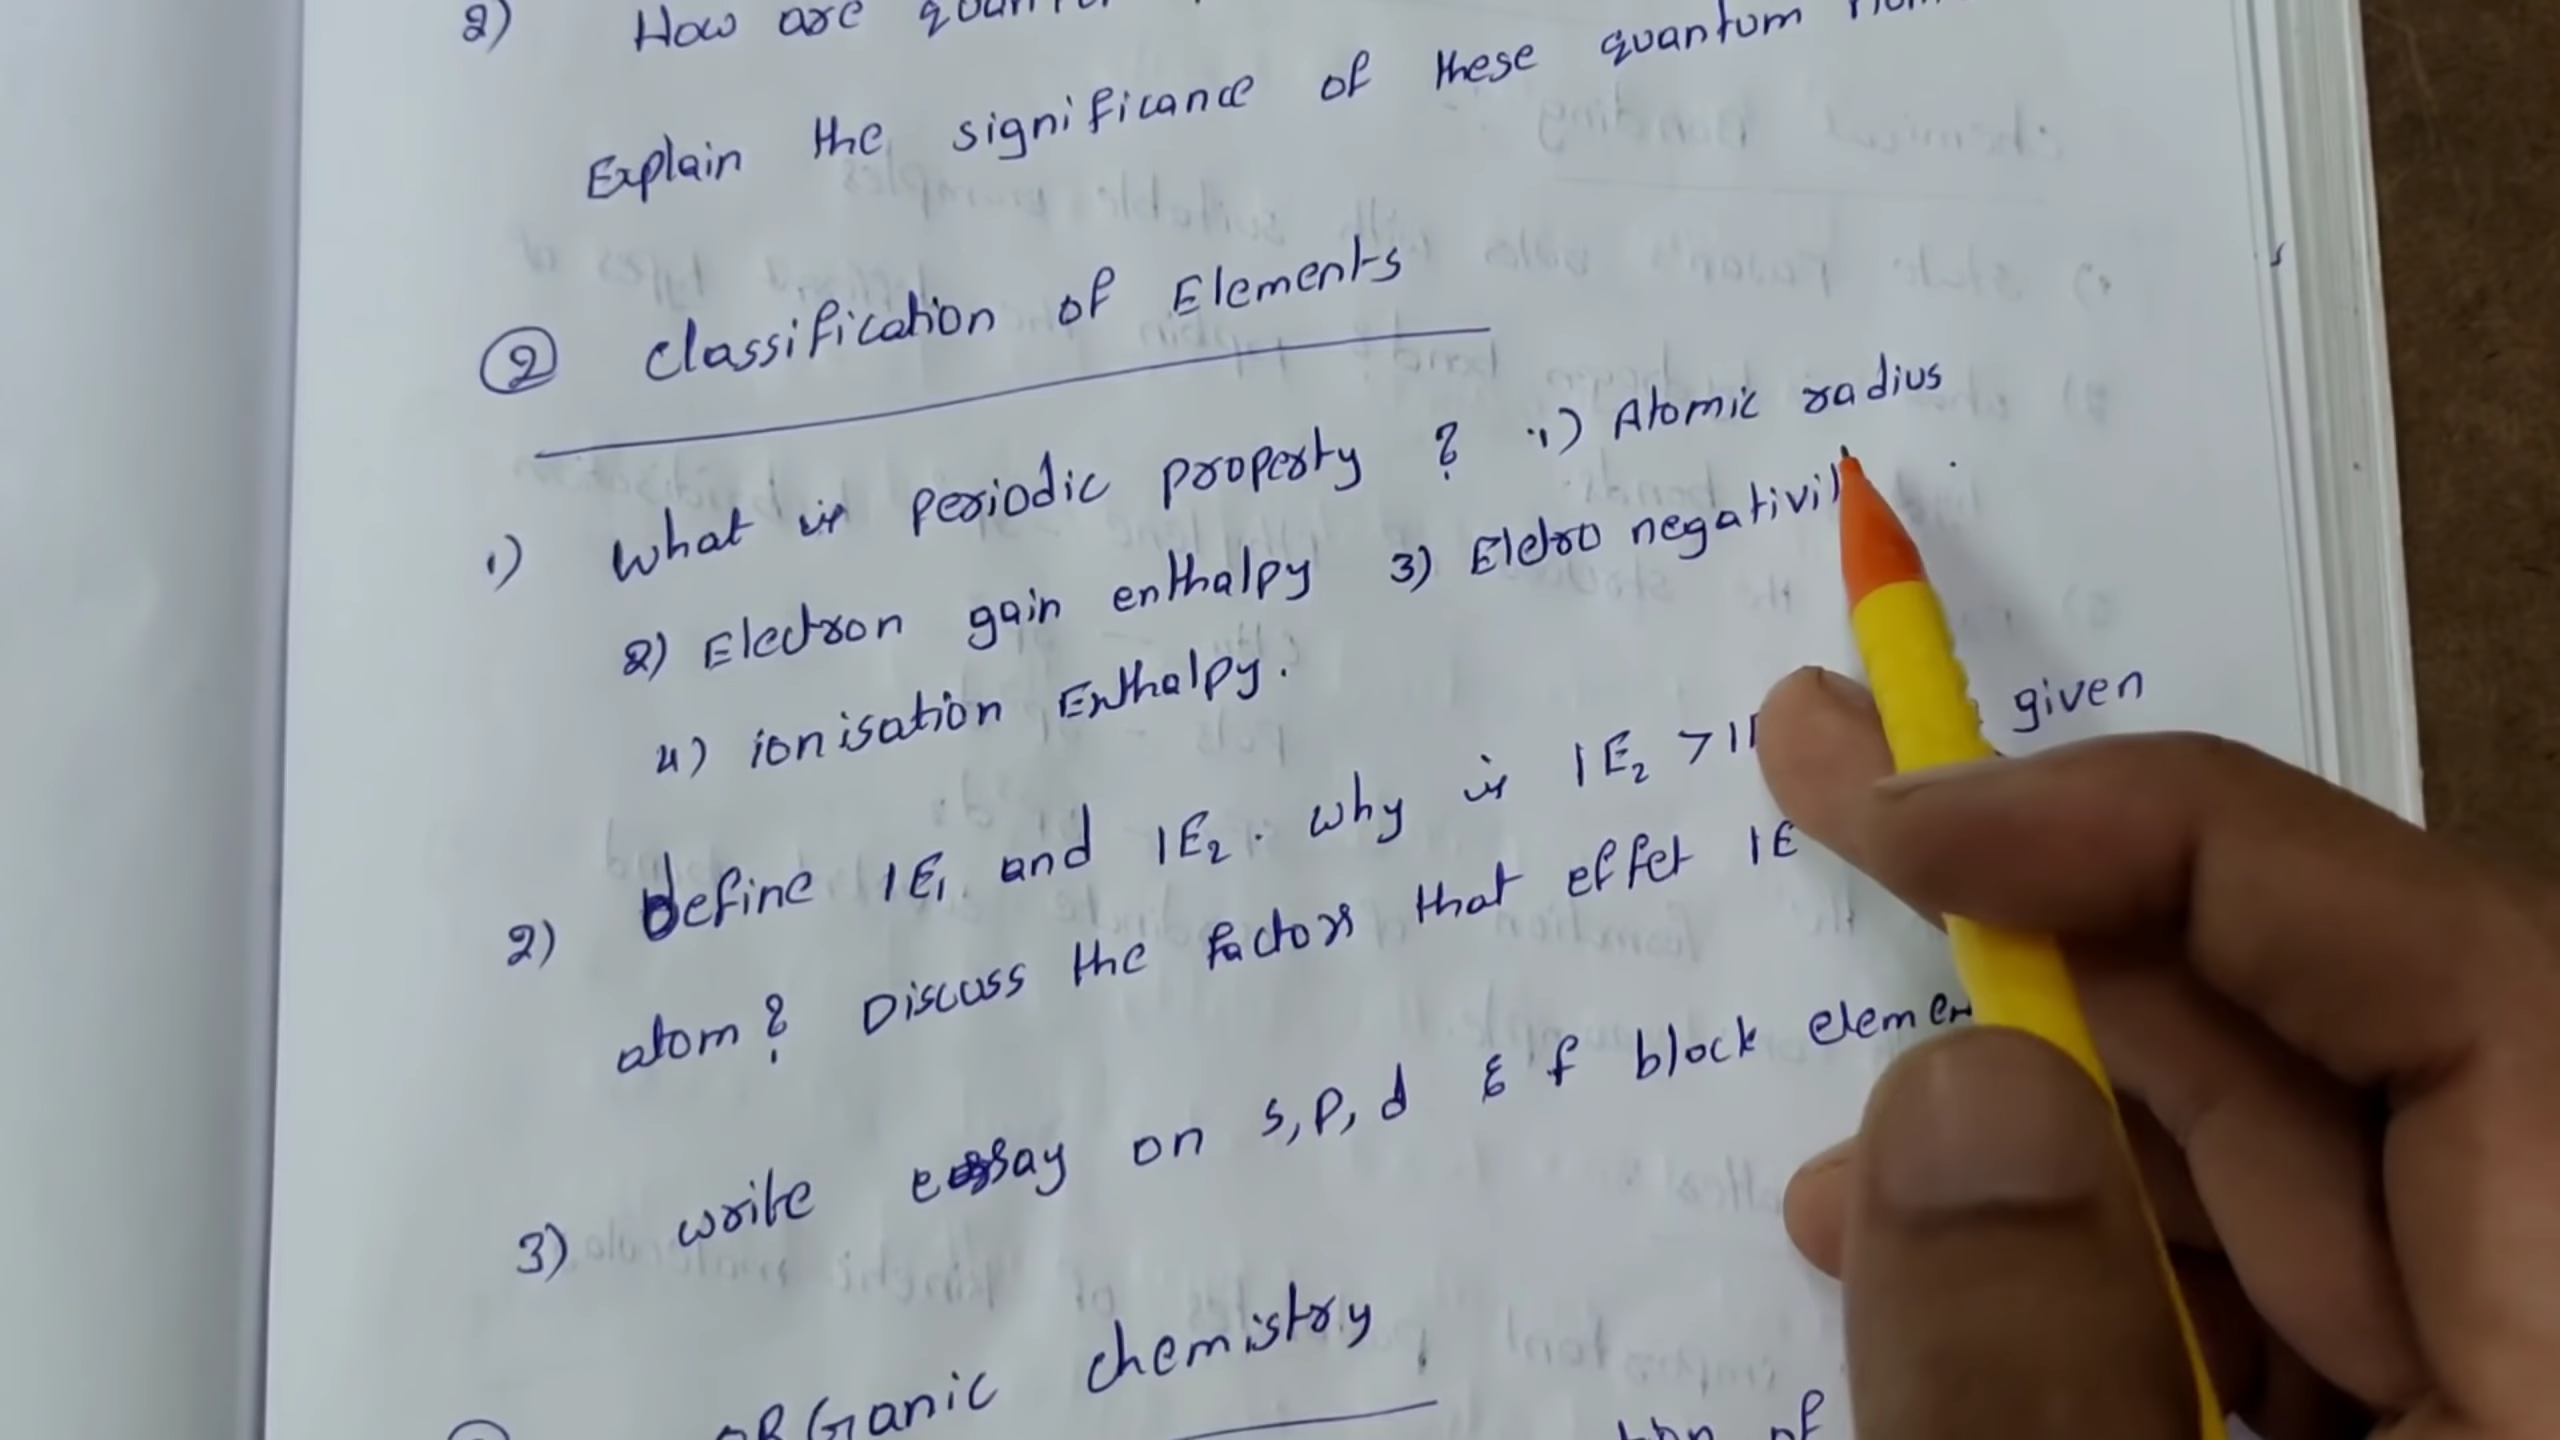 2) How are
Explain the significance of these quantum
② Classification of Elements
1) What is periodic property ? 1) Atomic radius
2) Electron gain enthalpy 3) Eletro negativi
4) ionisation Enthalpy.
2) Define IE₁ and IE₂. Why is IE₂ > given
atom? Discuss the factors that effet IE
3) write essay on s, p, d & f block elemen
ORGanic chemistry
of